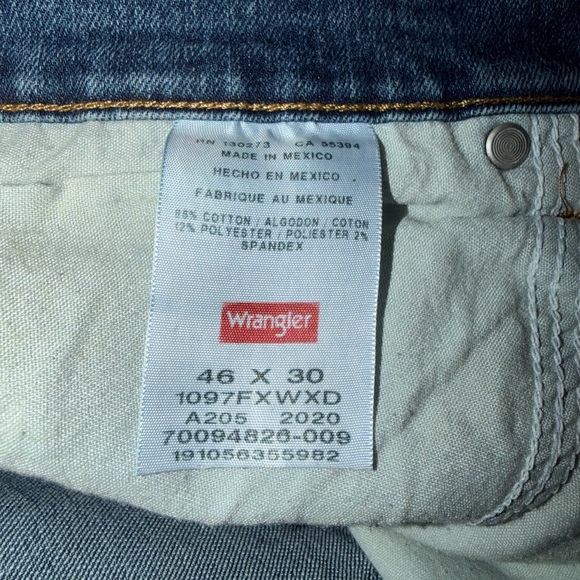 RN 130273 CA 55394
MADE IN MEXICO
HECHO EN MEXICO
FABRIQUE AU MEXIQUE
86% COTTON / ALGODON / COTON
12% POLYESTER / POLIESTER 2%
SPANDEX
Wrangler
46 X 30
1097FXWXD
A205 2020
70094826-009
191056355982